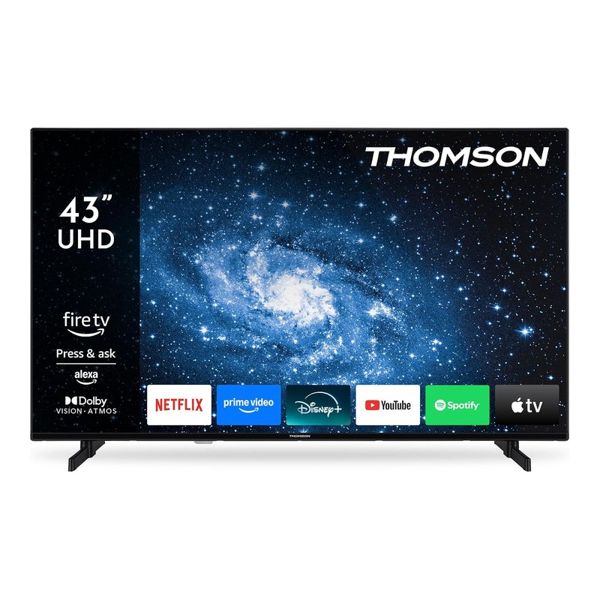 THOMSON
43”
UHD
fire tv
Press & ask
alexa
Dolby
VISION·ATMOS
NETFLIX
prime video
Disney+
YouTube
Spotify
tv
THOMSON